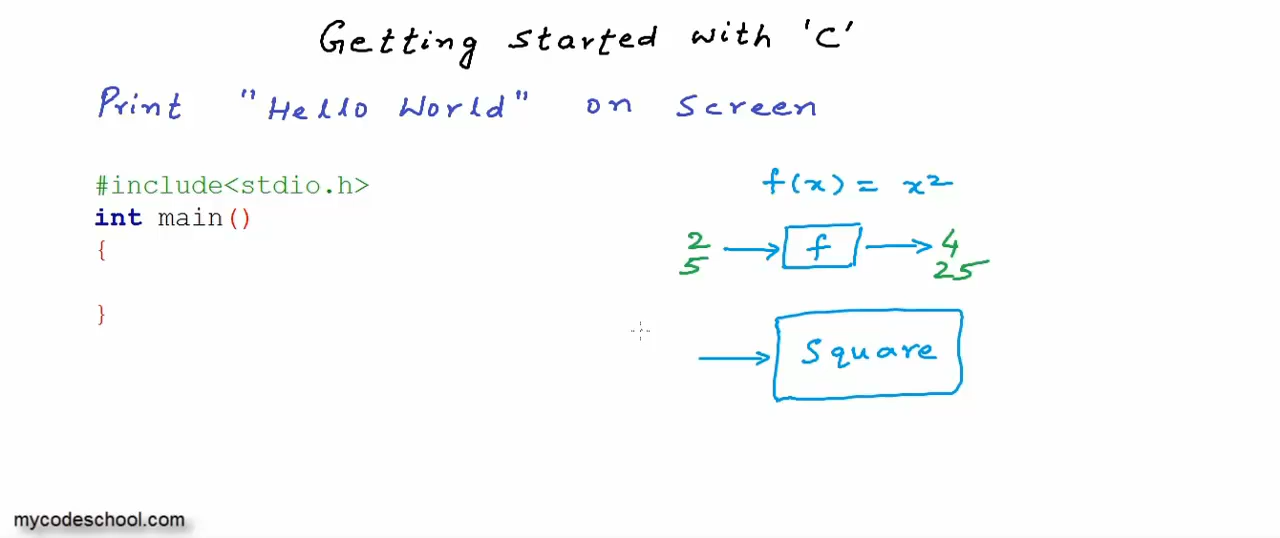 Getting started with 'C'
Print "Hello World" on Screen
#include<stdio.h>
int main()
{
}
f(x) = x²
2 → f → 4
5 25
→ Square
mycodeschool.com